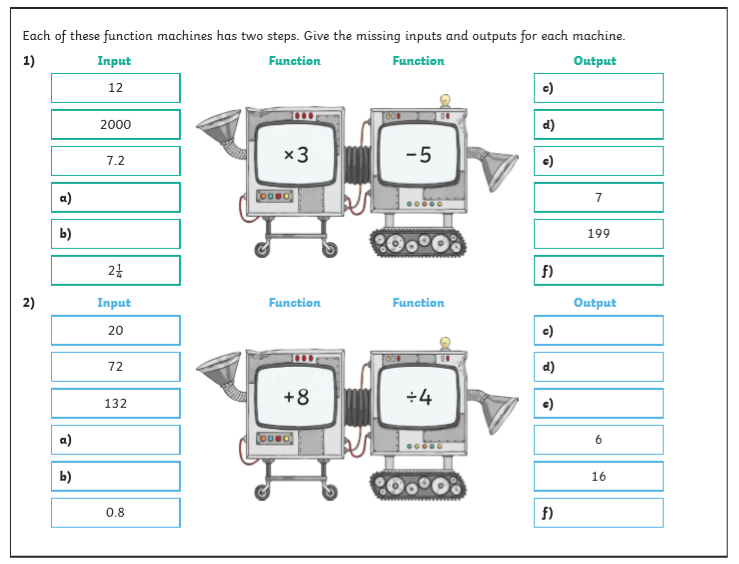 Each of these function machines has two steps. Give the missing inputs and outputs for each machine.
1) Input Function Function Output
12 c)
2000 d)
7.2 e)
×3 −5
a) 7
b) 199
2 1/4 f)
2) Input Function Function Output
20 c)
72 d)
132 e)
+8 ÷4
a) 6
b) 16
0.8 f)